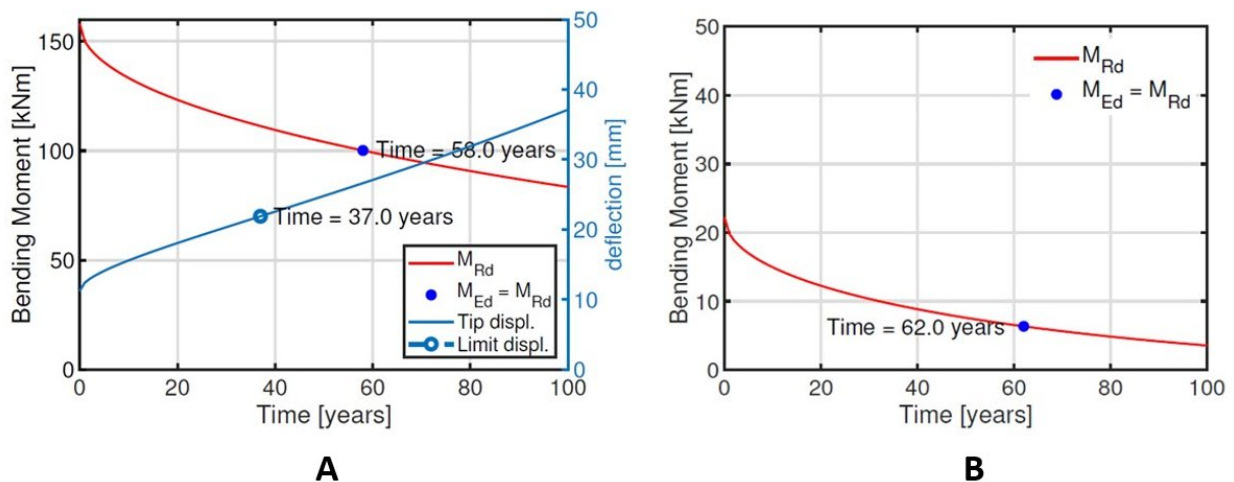 150
100
50
0
Bending Moment [kNm]
50
40
30
20
10
0
deflection [mm]
Time = 58.0 years
Time = 37.0 years
M_Rd
M_Ed = M_Rd
Tip displ.
Limit displ.
0 20 40 60 80 100
Time [years]
A
50
40
30
20
10
0
Bending Moment [kNm]
M_Rd
M_Ed = M_Rd
Time = 62.0 years
0 20 40 60 80 100
Time [years]
B